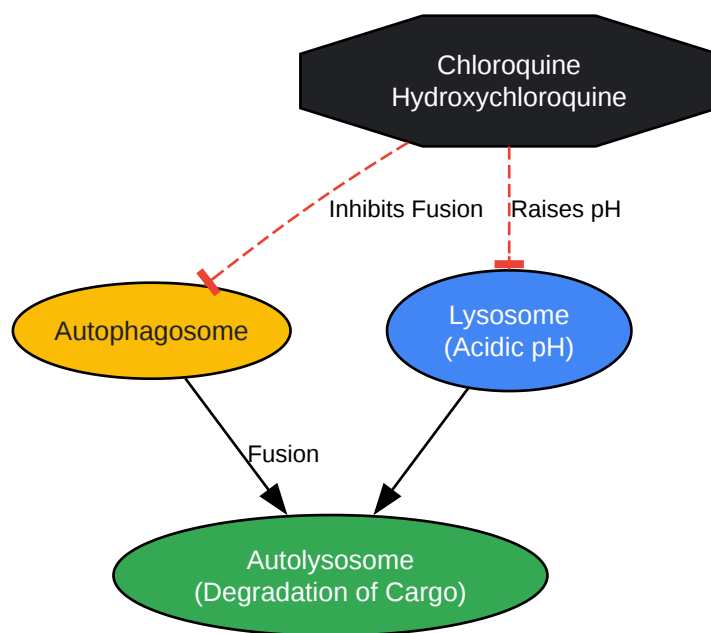 Chloroquine
Hydroxychloroquine
Inhibits Fusion
Raises pH
Autophagosome
Lysosome
(Acidic pH)
Fusion
Autolysosome
(Degradation of Cargo)